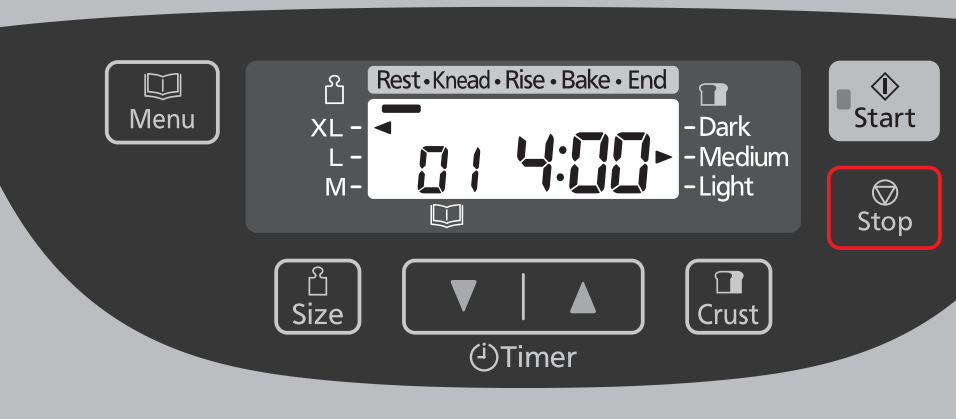 Menu
Rest • Knead • Rise • Bake • End
XL –
L –
M –
01 4:00
– Dark
– Medium
– Light
Start
Stop
Size
Timer
Crust